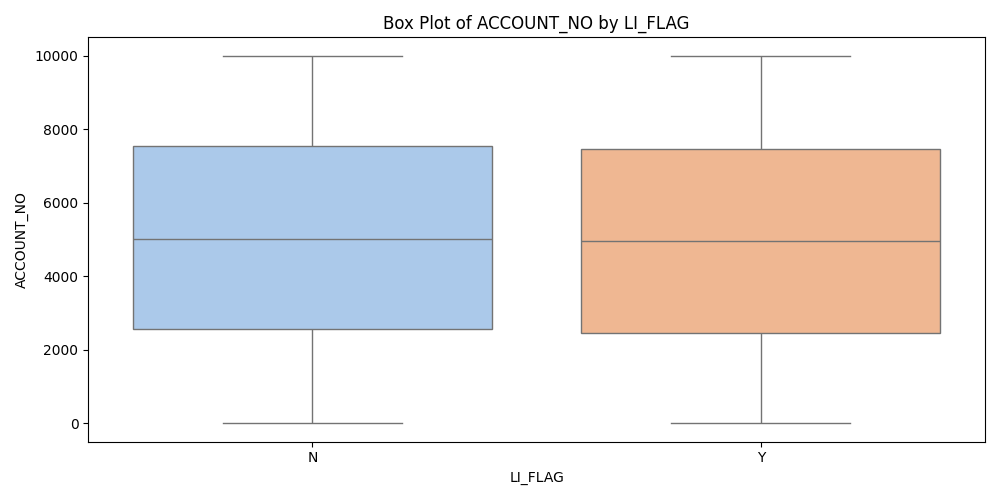 Box Plot of ACCOUNT_NO by LI_FLAG
10000
8000
6000
4000
2000
0
ACCOUNT_NO
N
Y
LI_FLAG